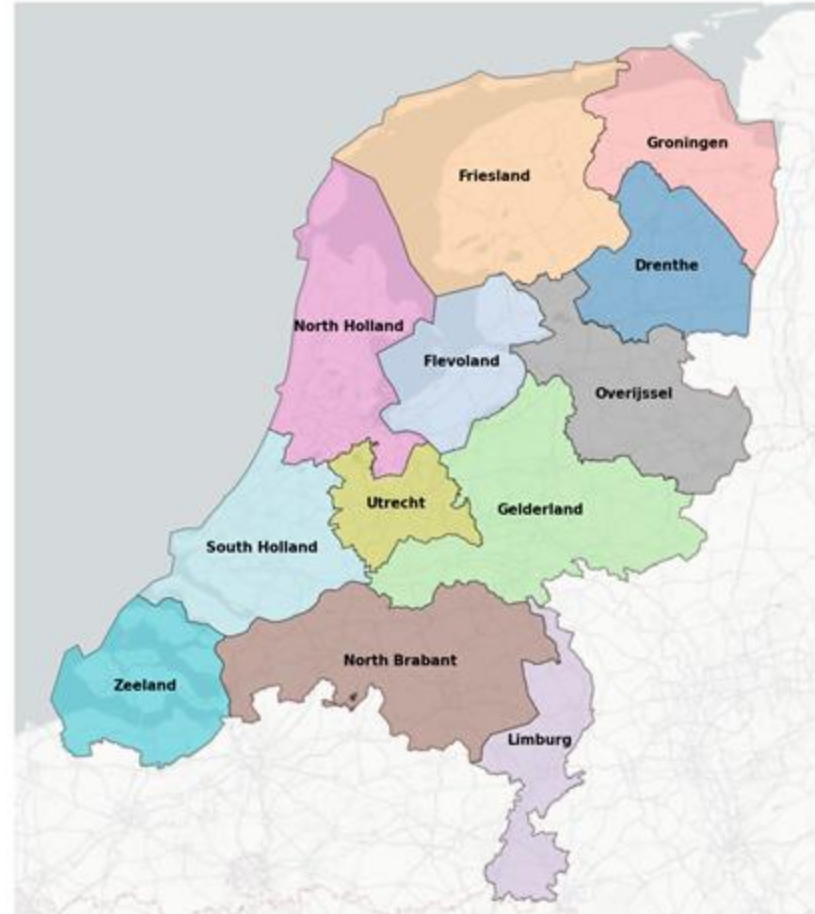 Groningen
Friesland
Drenthe
North Holland
Flevoland
Overijssel
Utrecht
Gelderland
South Holland
North Brabant
Zeeland
Limburg